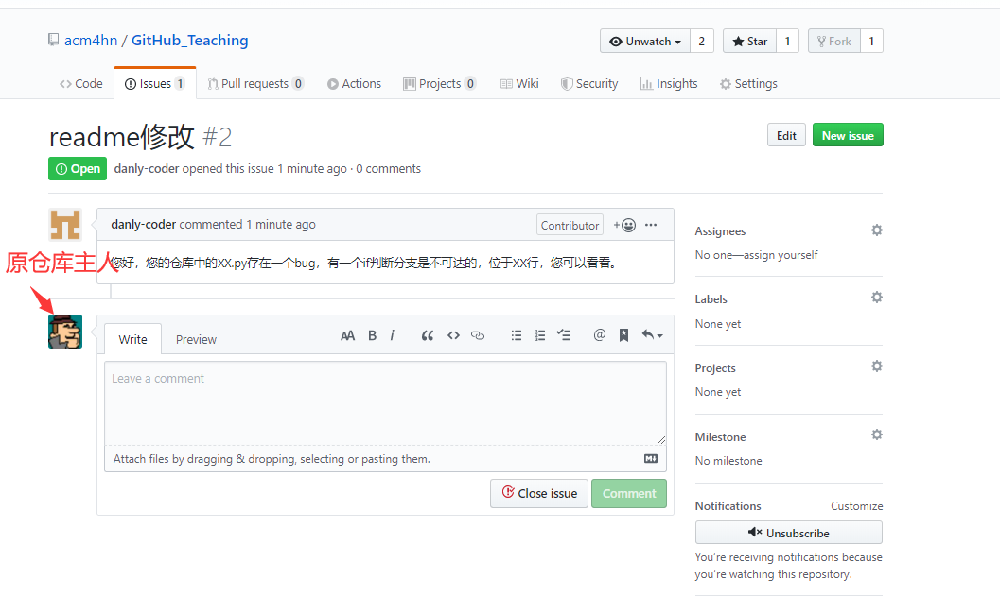 acm4hn / GitHub_Teaching
Unwatch 2 Star 1 Fork 1
Code Issues 1 Pull requests 0 Actions Projects 0 Wiki Security Insights Settings
readme修改 #2
Edit New issue
Open danly-coder opened this issue 1 minute ago · 0 comments
danly-coder commented 1 minute ago
Contributor
您好，您的仓库中的XX.py存在一个bug，有一个if判断分支是不可达的，位于XX行，您可以看看。
原仓库主人
Write Preview
AA B i
Leave a comment
Attach files by dragging & dropping, selecting or pasting them.
Close issue Comment
Assignees
No one—assign yourself
Labels
None yet
Projects
None yet
Milestone
No milestone
Notifications Customize
Unsubscribe
You're receiving notifications because
you're watching this repository.